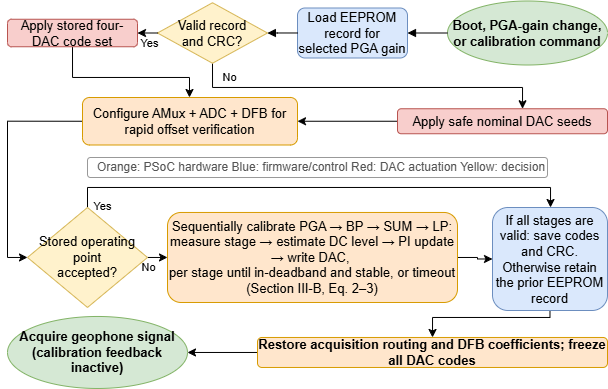 Boot, PGA-gain change,
or calibration command
Load EEPROM
record for
selected PGA gain
Valid record
and CRC?
Yes
Apply stored four-
DAC code set
No
Apply safe nominal DAC seeds
Configure AMux + ADC + DFB for
rapid offset verification
Orange: PSoC hardware Blue: firmware/control Red: DAC actuation Yellow: decision
Yes
Stored operating
point
accepted?
No
Sequentially calibrate PGA → BP → SUM → LP:
measure stage → estimate DC level → PI update
→ write DAC,
per stage until in-deadband and stable, or timeout
(Section III-B, Eq. 2–3)
If all stages are
valid: save codes
and CRC.
Otherwise retain
the prior EEPROM
record
Restore acquisition routing and DFB coefficients; freeze
all DAC codes
Acquire geophone signal
(calibration feedback
inactive)